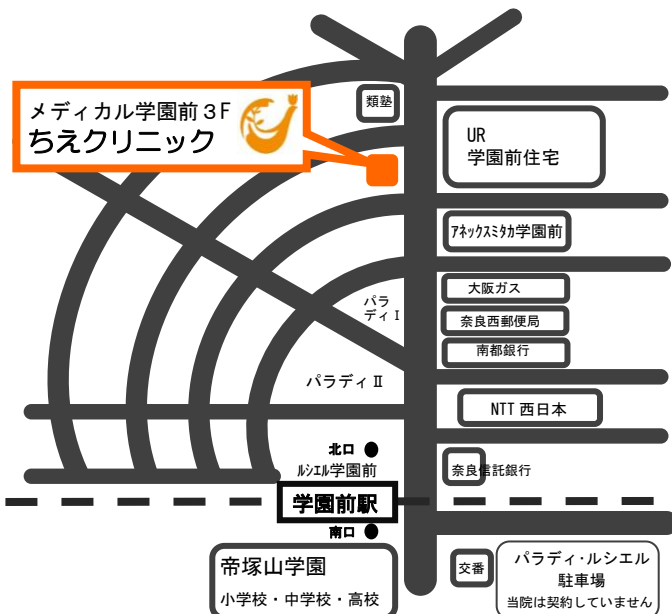 メディカル学園前3F
ちえクリニック
類塾
UR
学園前住宅
アネックスミタカ学園前
大阪ガス
奈良西郵便局
南都銀行
パラ
ディⅠ
パラディⅡ
NTT 西日本
北口
ルシエル学園前
奈良信託銀行
学園前駅
南口
帝塚山学園
小学校・中学校・高校
交番
パラディ・ルシエル
駐車場
当院は契約していません